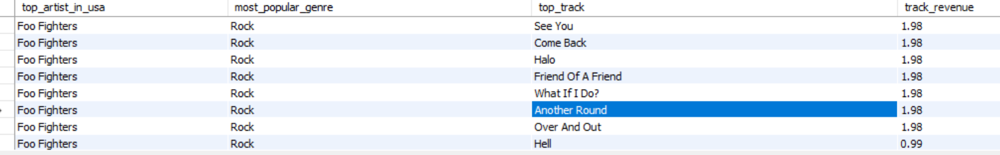 top_artist_in_usa most_popular_genre top_track track_revenue
Foo Fighters Rock See You 1.98
Foo Fighters Rock Come Back 1.98
Foo Fighters Rock Halo 1.98
Foo Fighters Rock Friend Of A Friend 1.98
Foo Fighters Rock What If I Do? 1.98
Foo Fighters Rock Another Round 1.98
Foo Fighters Rock Over And Out 1.98
Foo Fighters Rock Hell 0.99